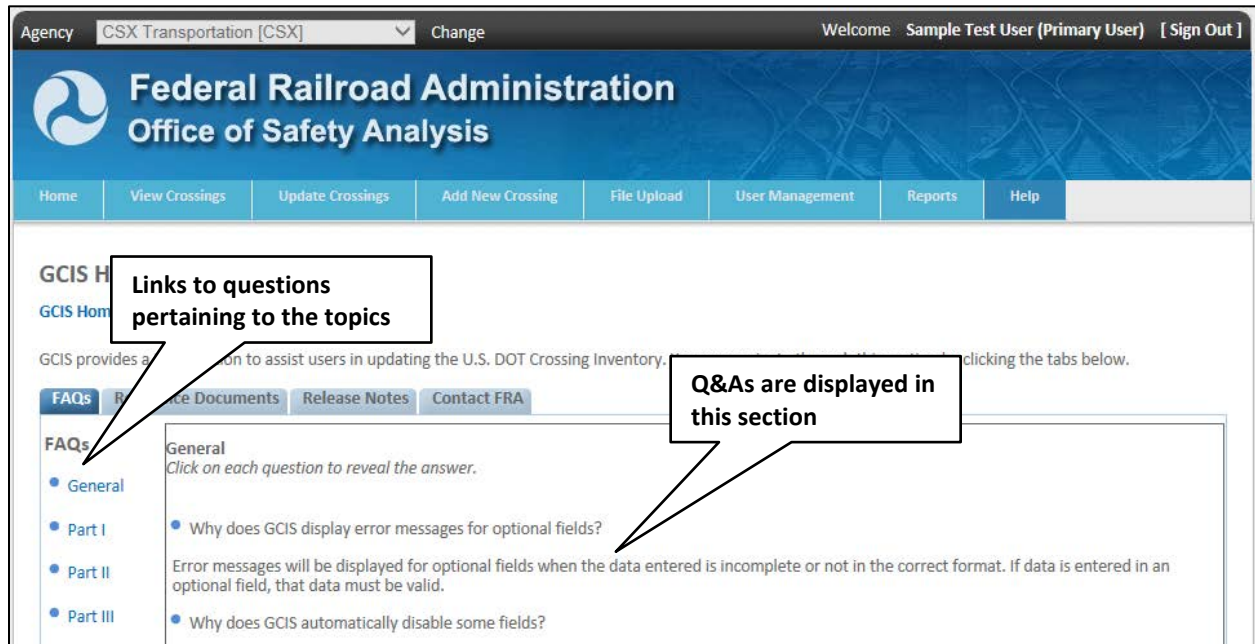 Agency CSX Transportation [CSX] Change Welcome Sample Test User (Primary User) [ Sign Out ]
Federal Railroad Administration
Office of Safety Analysis
Home View Crossings Update Crossings Add New Crossing File Upload User Management Reports Help
GCIS H
Links to questions
pertaining to the topics
GCIS Hom
GCIS provides a on to assist users in updating the U.S. DOT Crossing Inventory. clicking the tabs below.
Q&As are displayed in
this section
FAQs R ce Documents Release Notes Contact FRA
FAQs
General
Click on each question to reveal the answer.
General
Part I
Why does GCIS display error messages for optional fields?
Part II
Error messages will be displayed for optional fields when the data entered is incomplete or not in the correct format. If data is entered in an
optional field, that data must be valid.
Part III
Why does GCIS automatically disable some fields?